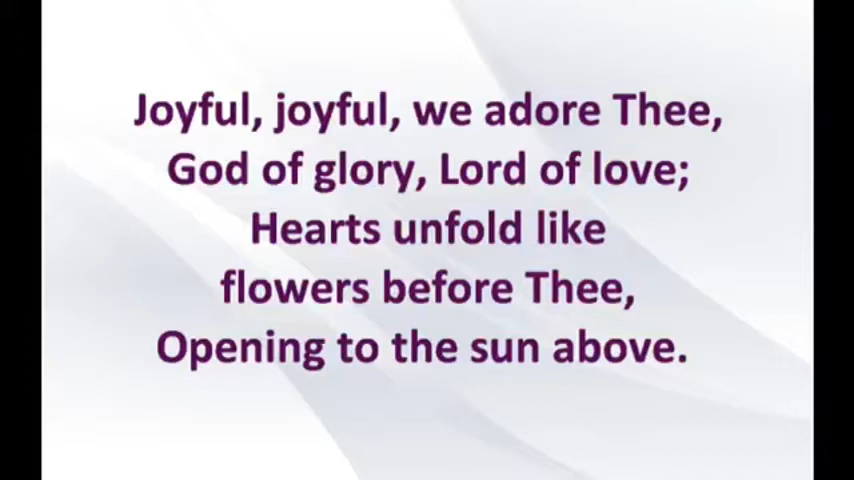 Joyful, joyful, we adore Thee,
God of glory, Lord of love;
Hearts unfold like
flowers before Thee,
Opening to the sun above.